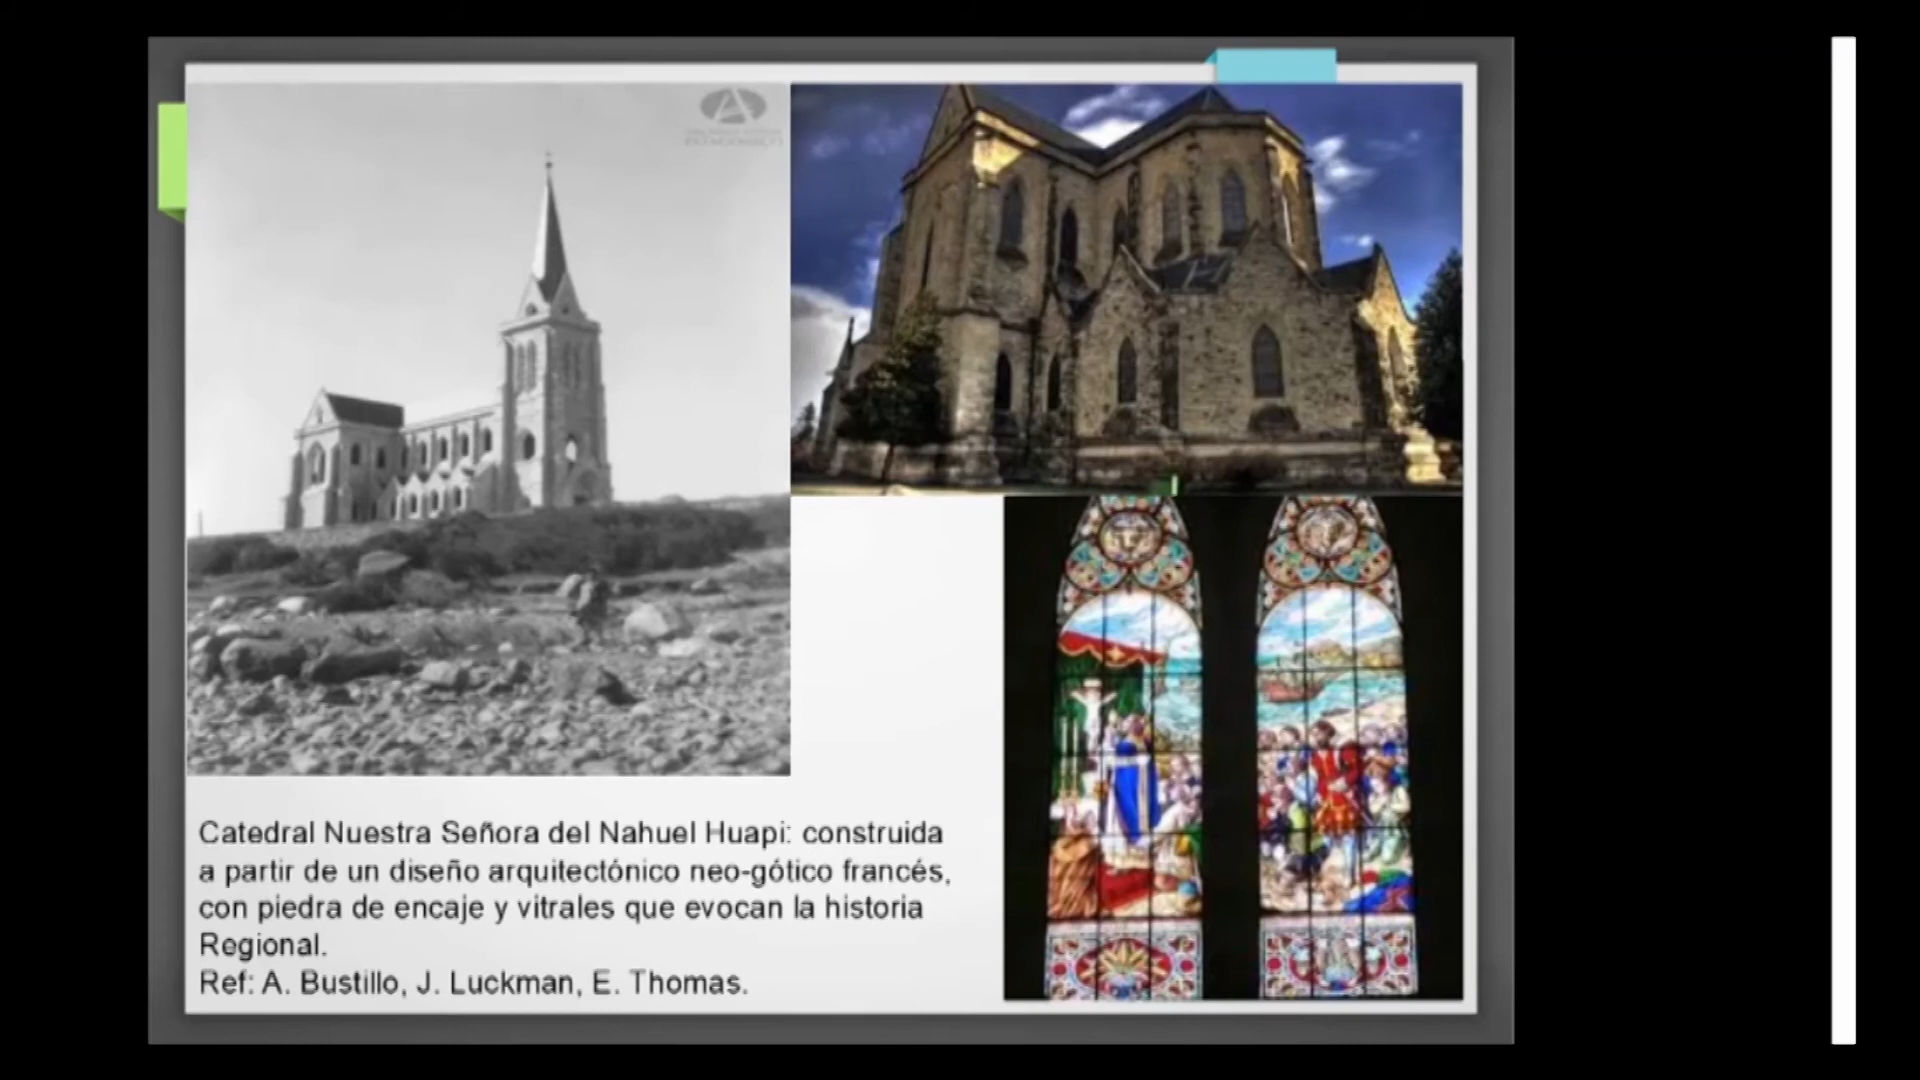 Catedral Nuestra Señora del Nahuel Huapi: construida
a partir de un diseño arquitectónico neo-gótico francés,
con piedra de encaje y vitrales que evocan la historia
Regional.
Ref: A. Bustillo, J. Luckman, E. Thomas.